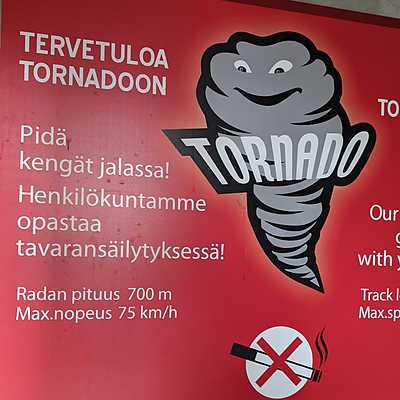 TERVETULOA
TORNADOON
Pidä
kengät jalassa!
Henkilökuntamme
opastaa
tavaransäilytyksessä!
Radan pituus 700 m
Max.nopeus 75 km/h
TORNADO
TO
Our
with
Track
Max.sp